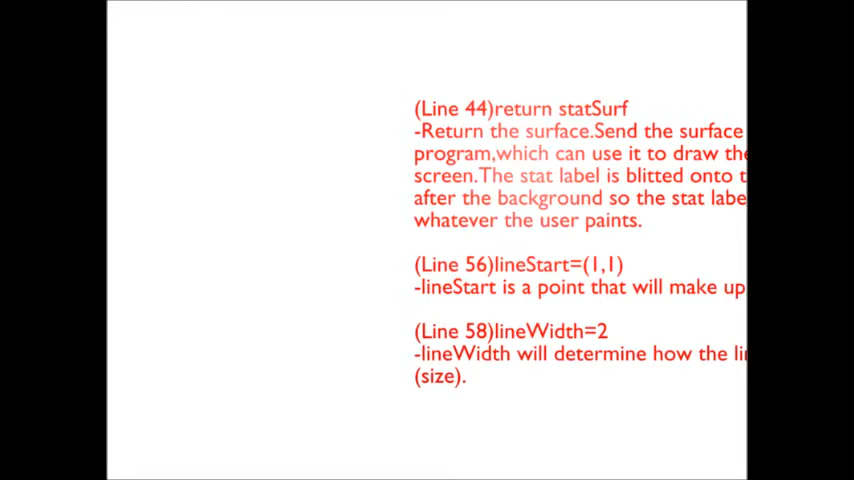 (Line 44)return statSurf
-Return the surface.Send the surface
program,which can use it to draw the
screen.The stat label is blitted onto
after the background so the stat labe
whatever the user paints.
(Line 56)lineStart=(1,1)
-lineStart is a point that will make up
(Line 58)lineWidth=2
-lineWidth will determine how the
(size).